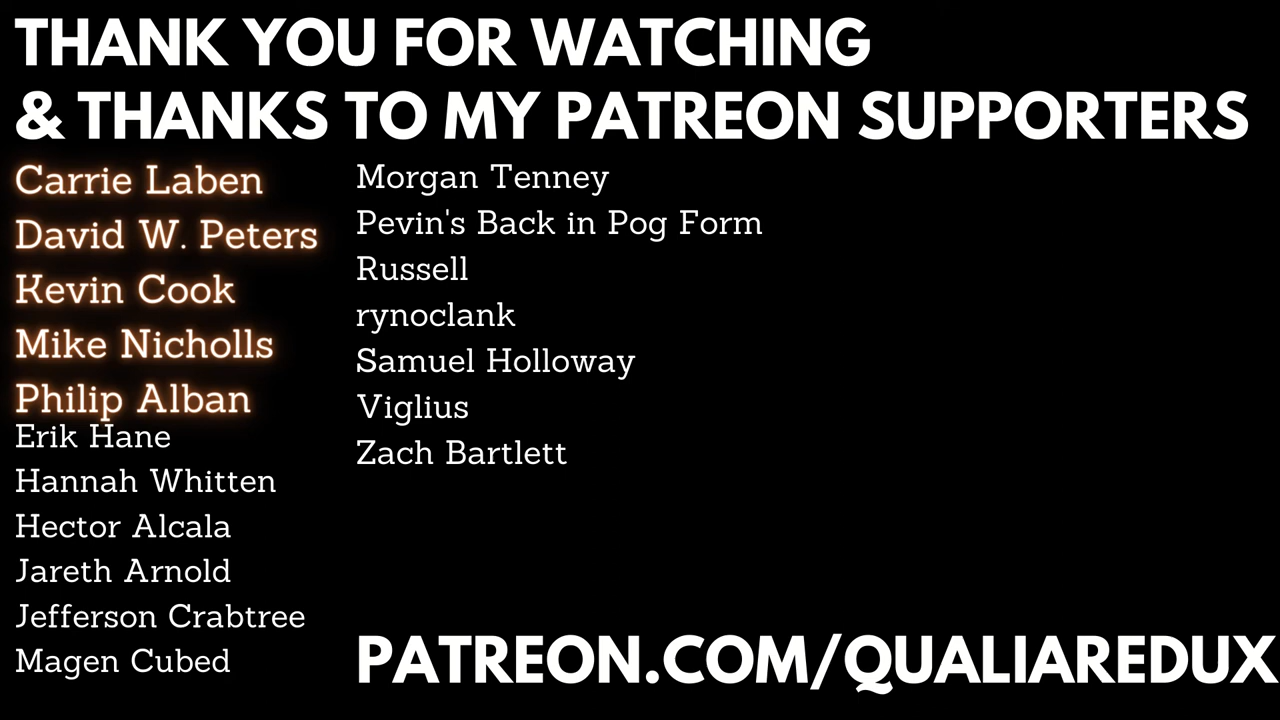 THANK YOU FOR WATCHING
& THANKS TO MY PATREON SUPPORTERS
Carrie Laben
David W. Peters
Kevin Cook
Mike Nicholls
Philip Alban
Erik Hane
Hannah Whitten
Hector Alcala
Jareth Arnold
Jefferson Crabtree
Magen Cubed
Morgan Tenney
Pevin's Back in Pog Form
Russell
rynoclank
Samuel Holloway
Viglius
Zach Bartlett
PATREON.COM/QUALIAREDUX